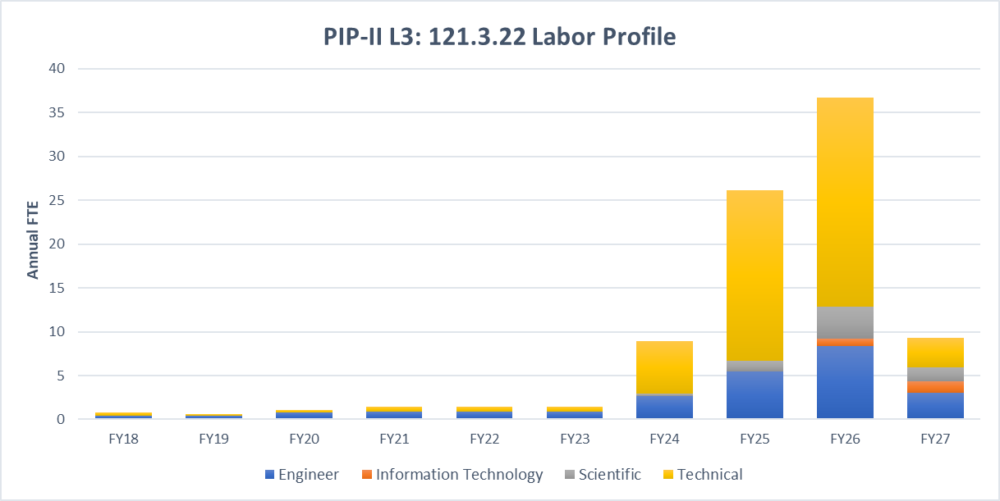 PIP-II L3: 121.3.22 Labor Profile
40
35
30
25
20
15
10
5
0
Annual FTE
FY18 FY19 FY20 FY21 FY22 FY23 FY24 FY25 FY26 FY27
Engineer Information Technology Scientific Technical